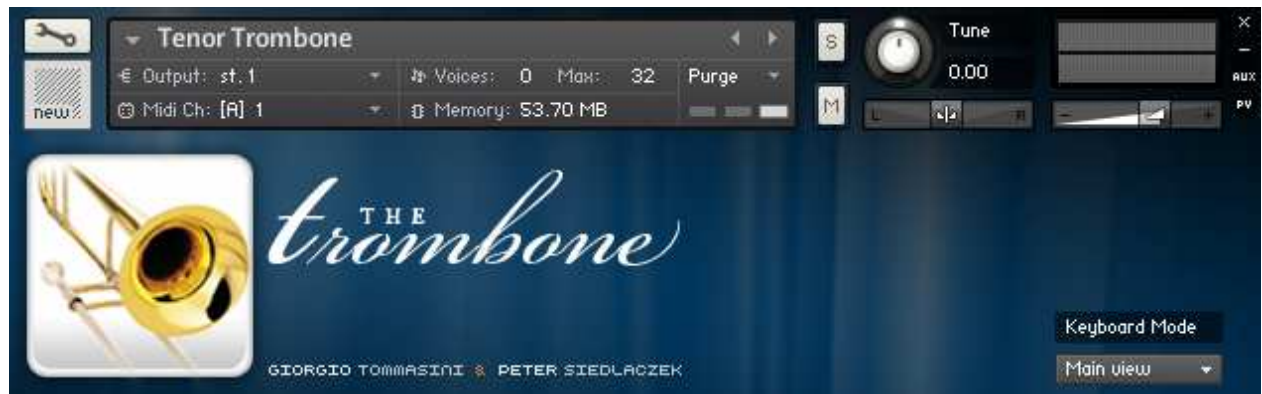 Tenor Trombone
S
Tune
X
Output: st. 1
Voices: 0 Max: 32
Purge
0.00
AUX
new
Midi Ch: [A] 1
Memory: 53.70 MB
M
L
R
PV
THE
trombone
Keyboard Mode
GIORGIO TOMMASINI & PETER SIEDLACZEK
Main view